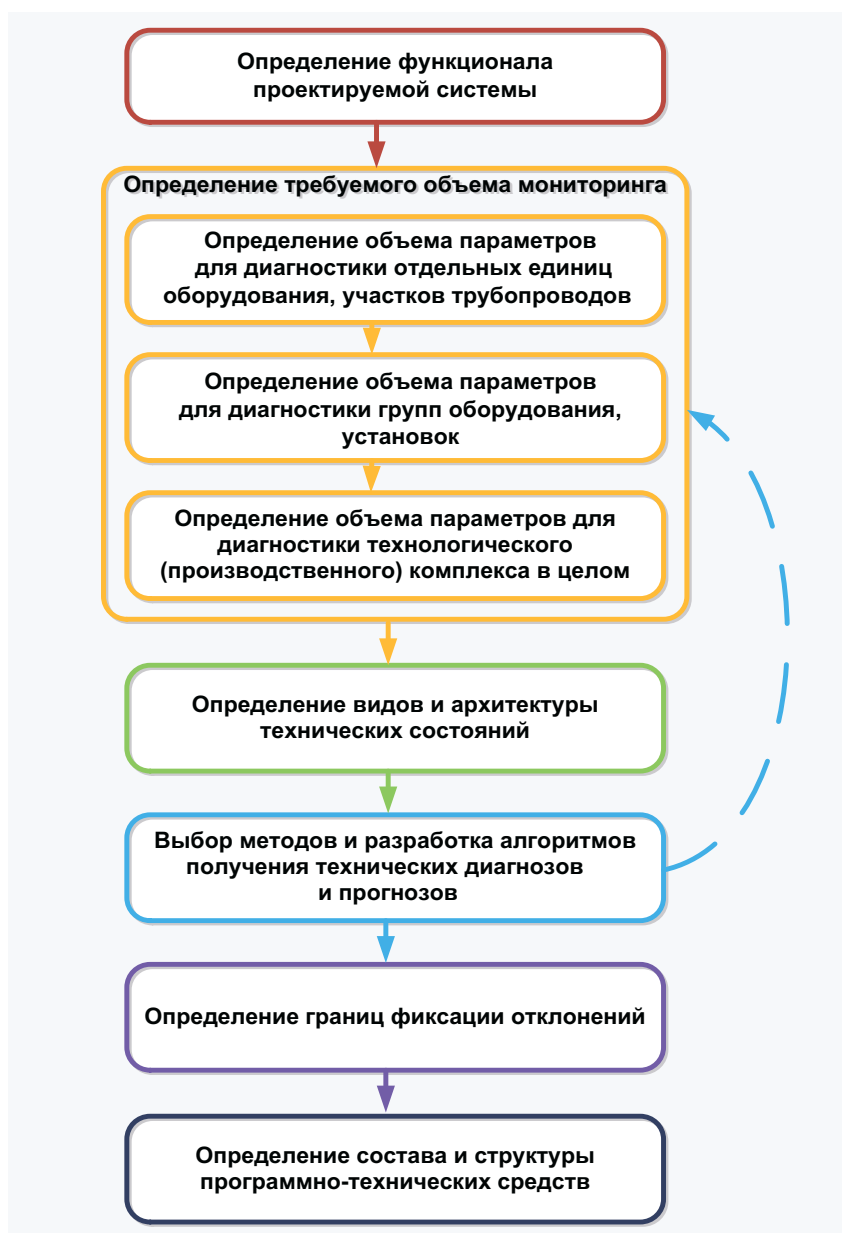 Определение функционала
проектируемой системы
Определение требуемого объема мониторинга
Определение объема параметров
для диагностики отдельных единиц
оборудования, участков трубопроводов
Определение объема параметров
для диагностики групп оборудования,
установок
Определение объема параметров для
диагностики технологического
(производственного) комплекса в целом
Определение видов и архитектуры
технических состояний
Выбор методов и разработка алгоритмов
получения технических диагнозов
и прогнозов
Определение границ фиксации отклонений
Определение состава и структуры
программно-технических средств